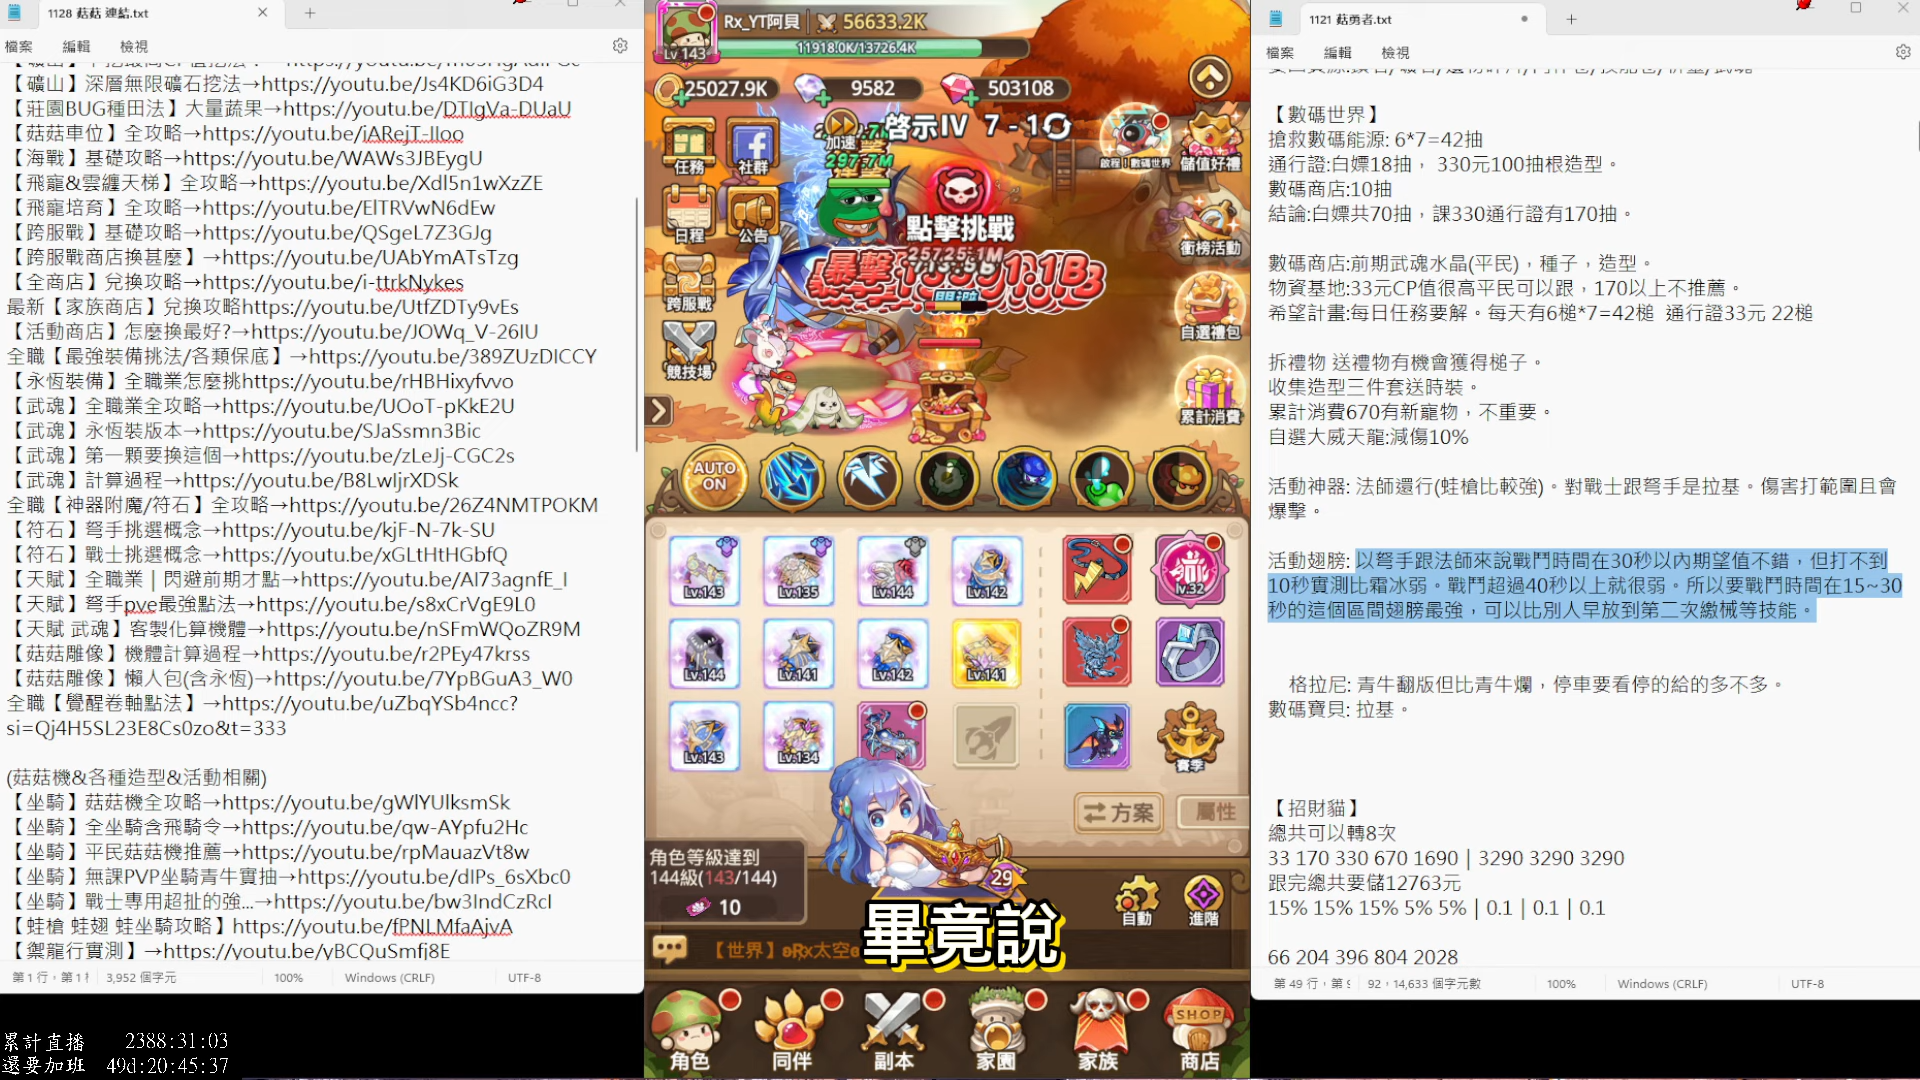 1128 菇菇 連結.txt
檔案 編輯 檢視
【礦山】深層無限礦石挖法→https://youtu.be/Js4KD6iG3D4
【莊園BUG種田法】大量蔬果→https://youtu.be/DTlgVa-DUaU
【菇菇車位】全攻略→https://youtu.be/jARejT-lloo
【海戰】基礎攻略→https://youtu.be/WAWs3JBEygU
【飛寵&雲纏天梯】全攻略→https://youtu.be/Xdl5n1wXzZE
【飛寵培育】全攻略→https://youtu.be/ElTRVwN6dEw
【跨服戰】基礎攻略→https://youtu.be/QSgeL7Z3GJg
【跨服戰商店換甚麼】→https://youtu.be/UAbYmATsTzg
【全商店】兌換攻略→https://youtu.be/i-ttrkNykes
最新【家族商店】兌換攻略https://youtu.be/UtfZDTy9vEs
【活動商店】怎麼換最好?→https://youtu.be/JOWq_V-26IU
全職【最強裝備挑法/各類保底】→https://youtu.be/389ZUzDICCY
【永恆裝備】全職業怎麼挑https://youtu.be/rHBHixyfvvo
【武魂】全職業全攻略→https://youtu.be/UOoT-pKkE2U
【武魂】永恆裝版本→https://youtu.be/SJaSsmn3Bic
【武魂】第一顆要換這個→https://youtu.be/zLeJj-CGC2s
【武魂】計算過程→https://youtu.be/B8LwIjrXDSk
全職【神器附魔/符石】全攻略→https://youtu.be/26Z4NMTPOKM
【符石】弩手挑選概念→https://youtu.be/kjF-N-7k-SU
【符石】戰士挑選概念→https://youtu.be/xGLtHtHGbfQ
【天賦】全職業｜閃避前期才點→https://youtu.be/AI73agnfE_I
【天賦】弩手pve最強點法→https://youtu.be/s8xCrVgE9L0
【天賦 武魂】客製化算機體→https://youtu.be/nSFmWQoZR9M
【菇菇雕像】機體計算過程→https://youtu.be/r2PEy47krss
【菇菇雕像】懶人包(含永恆)→https://youtu.be/7YpBGuA3_W0
全職【覺醒卷軸點法】→https://youtu.be/uZbqYSb4ncc?
si=Qj4H5SL23E8Cs0zo&t=333
(菇菇機&各種造型&活動相關)
【坐騎】菇菇機全攻略→https://youtu.be/gWlYUlksmSk
【坐騎】全坐騎含飛騎令→https://youtu.be/qw-AYpfu2Hc
【坐騎】平民菇菇機推薦→https://youtu.be/rpMauazVt8w
【坐騎】無課PVP坐騎青牛實抽→https://youtu.be/dIPs_6sXbc0
【坐騎】戰士專用超扯的強...→https://youtu.be/bw3IndCzRcI
【蛙槍 蛙翅 蛙坐騎攻略】https://youtu.be/fPNLMfaAjvA
【禦龍行實測】→https://youtu.be/yBCQuSmfj8E
3,952 個字元 100% Windows (CRLF) UTF-8
累計直播 2388:31:03
還要加班 49d:20:45:37
Rx_YT阿貝 56633.2K
Lv 143
11918.0K/13726.4K
25027.9K 9582 503108
任務 社群 加速 啓示IV 7-1 啟程！數碼世界 儲值好禮
297.7M
日程 公告 點擊挑戰 衝榜活動
跨服戰 自選禮包
競技場 累計消費
AUTO ON
Lv.143 Lv.135 Lv.144 Lv.142 lv.32
Lv.144 Lv.141 Lv.142 Lv.141
Lv.143 Lv.134 賽季
方案 屬性
角色等級達到
144級(143/144)
10
29
自動 進階
【世界】
畢竟說
角色 同伴 副本 家園 家族 商店
SHOP
1121 菇勇者.txt
檔案 編輯 檢視
【數碼世界】
搶救數碼能源: 6*7=42抽
通行證:白嫖18抽， 330元100抽根造型。
數碼商店:10抽
結論:白嫖共70抽，課330通行證有170抽。
數碼商店:前期武魂水晶(平民)，種子，造型。
物資基地:33元CP值很高平民可以跟，170以上不推薦。
希望計畫:每日任務要解。每天有6槌*7=42槌 通行證33元 22槌
拆禮物 送禮物有機會獲得槌子。
收集造型三件套送時裝。
累計消費670有新寵物，不重要。
自選大威天龍:減傷10%
活動神器: 法師還行(蛙槍比較強)。對戰士跟弩手是拉基。傷害打範圍且會
爆擊。
活動翅膀: 以弩手跟法師來說戰鬥時間在30秒以內期望值不錯，但打不到
10秒實測比霜冰弱。戰鬥超過40秒以上就很弱。所以要戰鬥時間在15~30
秒的這個區間翅膀最強，可以比別人早放到第二次繳械等技能。
格拉尼: 青牛翻版但比青牛爛，停車要看停的給的多不多。
數碼寶貝: 拉基。
【招財貓】
總共可以轉8次
33 170 330 670 1690 | 3290 3290 3290
跟完總共要儲12763元
15% 15% 15% 5% 5% | 0.1 | 0.1 | 0.1
66 204 396 804 2028
92，14,633 個字元數 100% Windows (CRLF) UTF-8